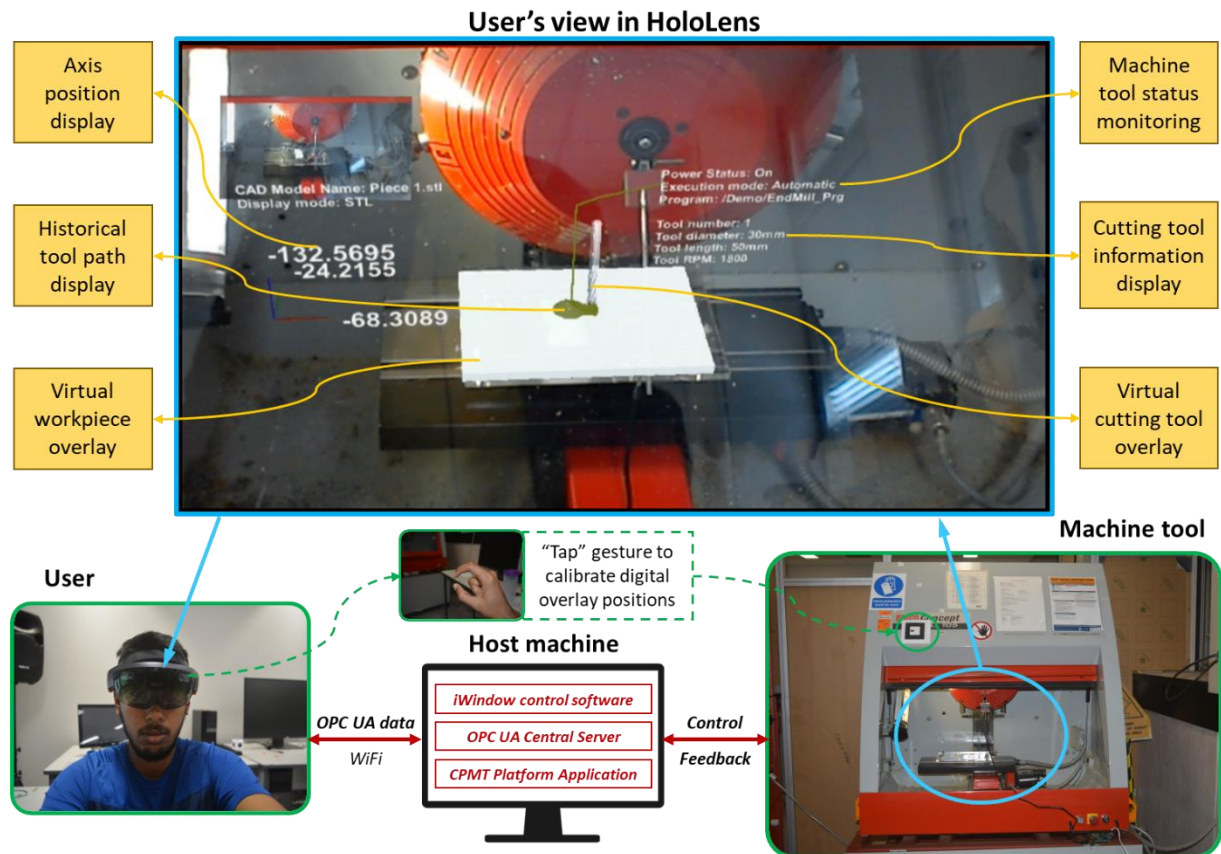 User's view in HoloLens
Axis
position
display
Historical
tool path
display
Virtual
workpiece
overlay
CAD Model Name: Piece 1.stl
Display mode: STL
-132.5695
-24.2155
-68.3089
Power Status: On
Execution mode: Automatic
Program: /Demo/EndMill_Prg
Tool number: 1
Tool diameter: 30mm
Tool length: 50mm
Tool RPM: 1800
Machine
tool status
monitoring
Cutting tool
information
display
Virtual
cutting tool
overlay
User
“Tap” gesture to
calibrate digital
overlay positions
Machine tool
Host machine
iWindow control software
OPC UA Central Server
CPMT Platform Application
OPC UA data
WiFi
Control
Feedback
Concept
105